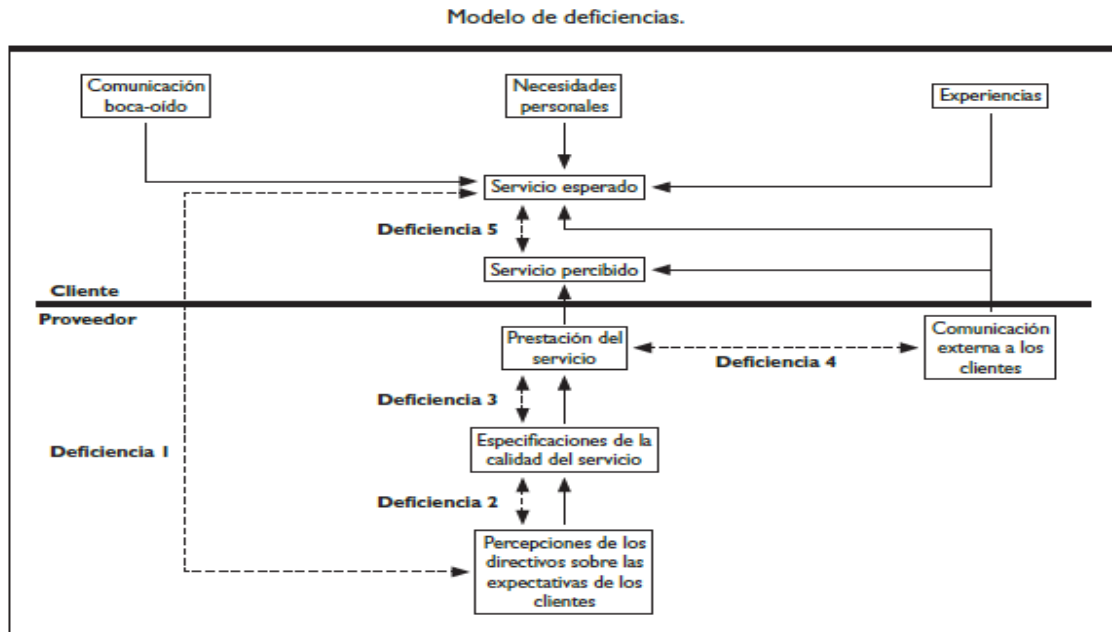 Modelo de deficiencias.
Comunicación
boca-oído
Necesidades
personales
Experiencias
Servicio esperado
Deficiencia 5
Servicio percibido
Cliente
Proveedor
Prestación del
servicio
Comunicación
externa a los
clientes
Deficiencia 4
Deficiencia 3
Especificaciones de la
calidad del servicio
Deficiencia 1
Deficiencia 2
Percepciones de los
directivos sobre las
expectativas de los
clientes